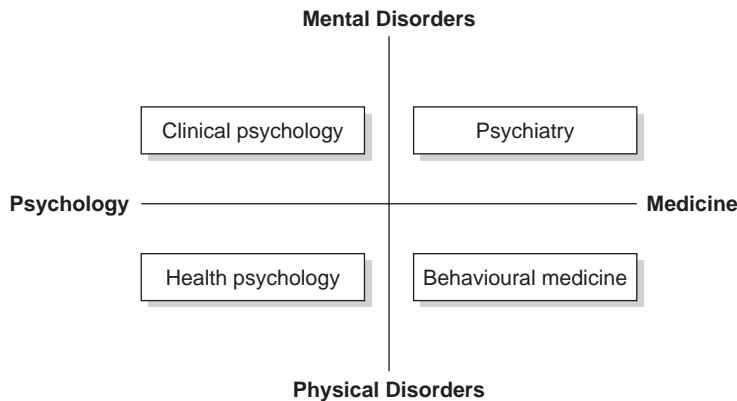 Mental Disorders
Clinical psychology
Psychiatry
Psychology
Medicine
Health psychology
Behavioural medicine
Physical Disorders